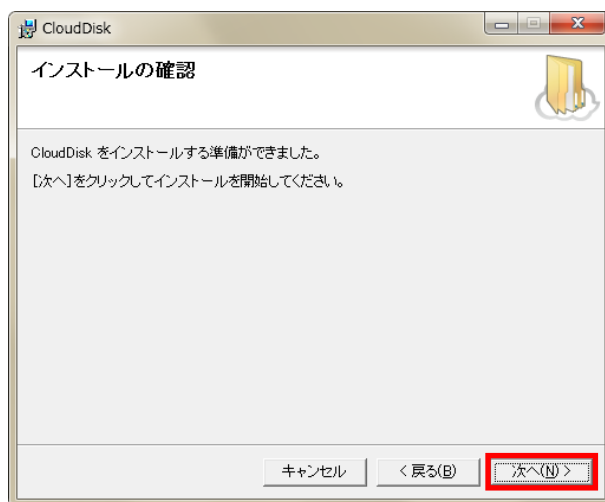 CloudDisk
インストールの確認
CloudDisk をインストールする準備ができました。
[次へ]をクリックしてインストールを開始してください。
キャンセル
< 戻る(B)
次へ(N) >